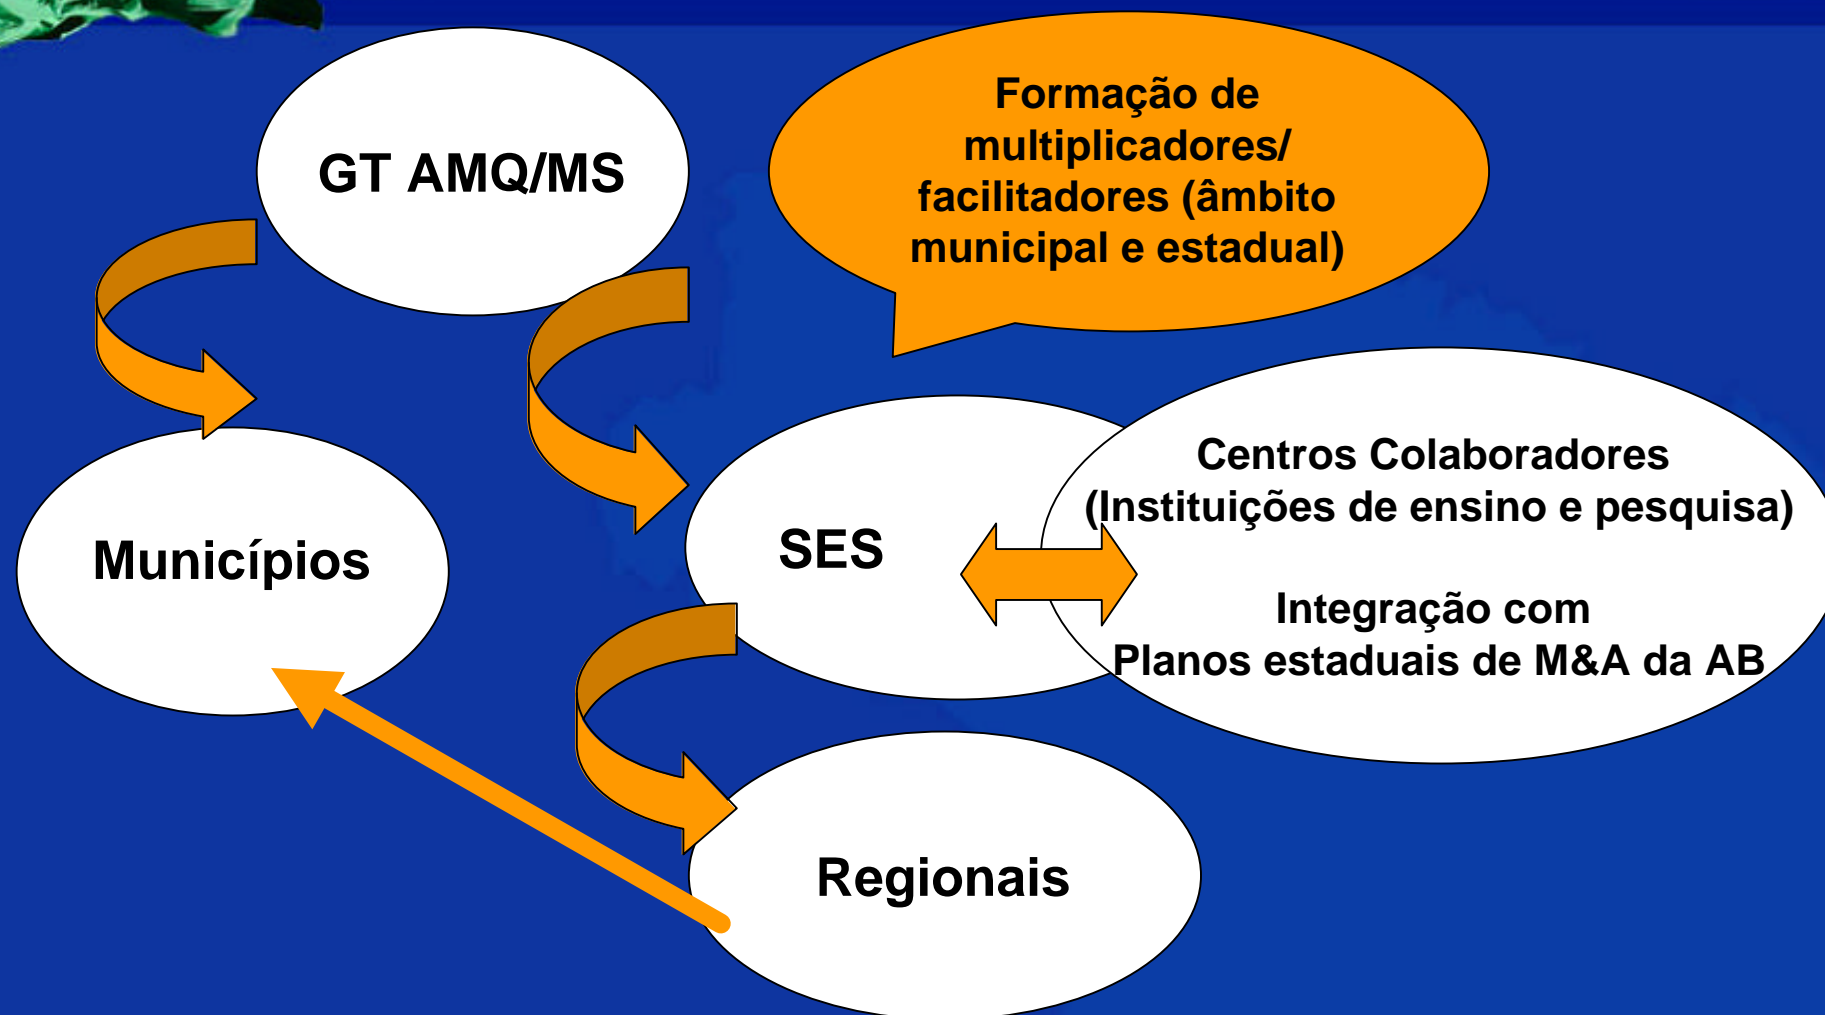 GT AMQ/MS
Formação de
multiplicadores/
facilitadores (âmbito
municipal e estadual)
Municípios
SES
Centros Colaboradores
(Instituições de ensino e pesquisa)
Integração com
Planos estaduais de M&A da AB
Regionais